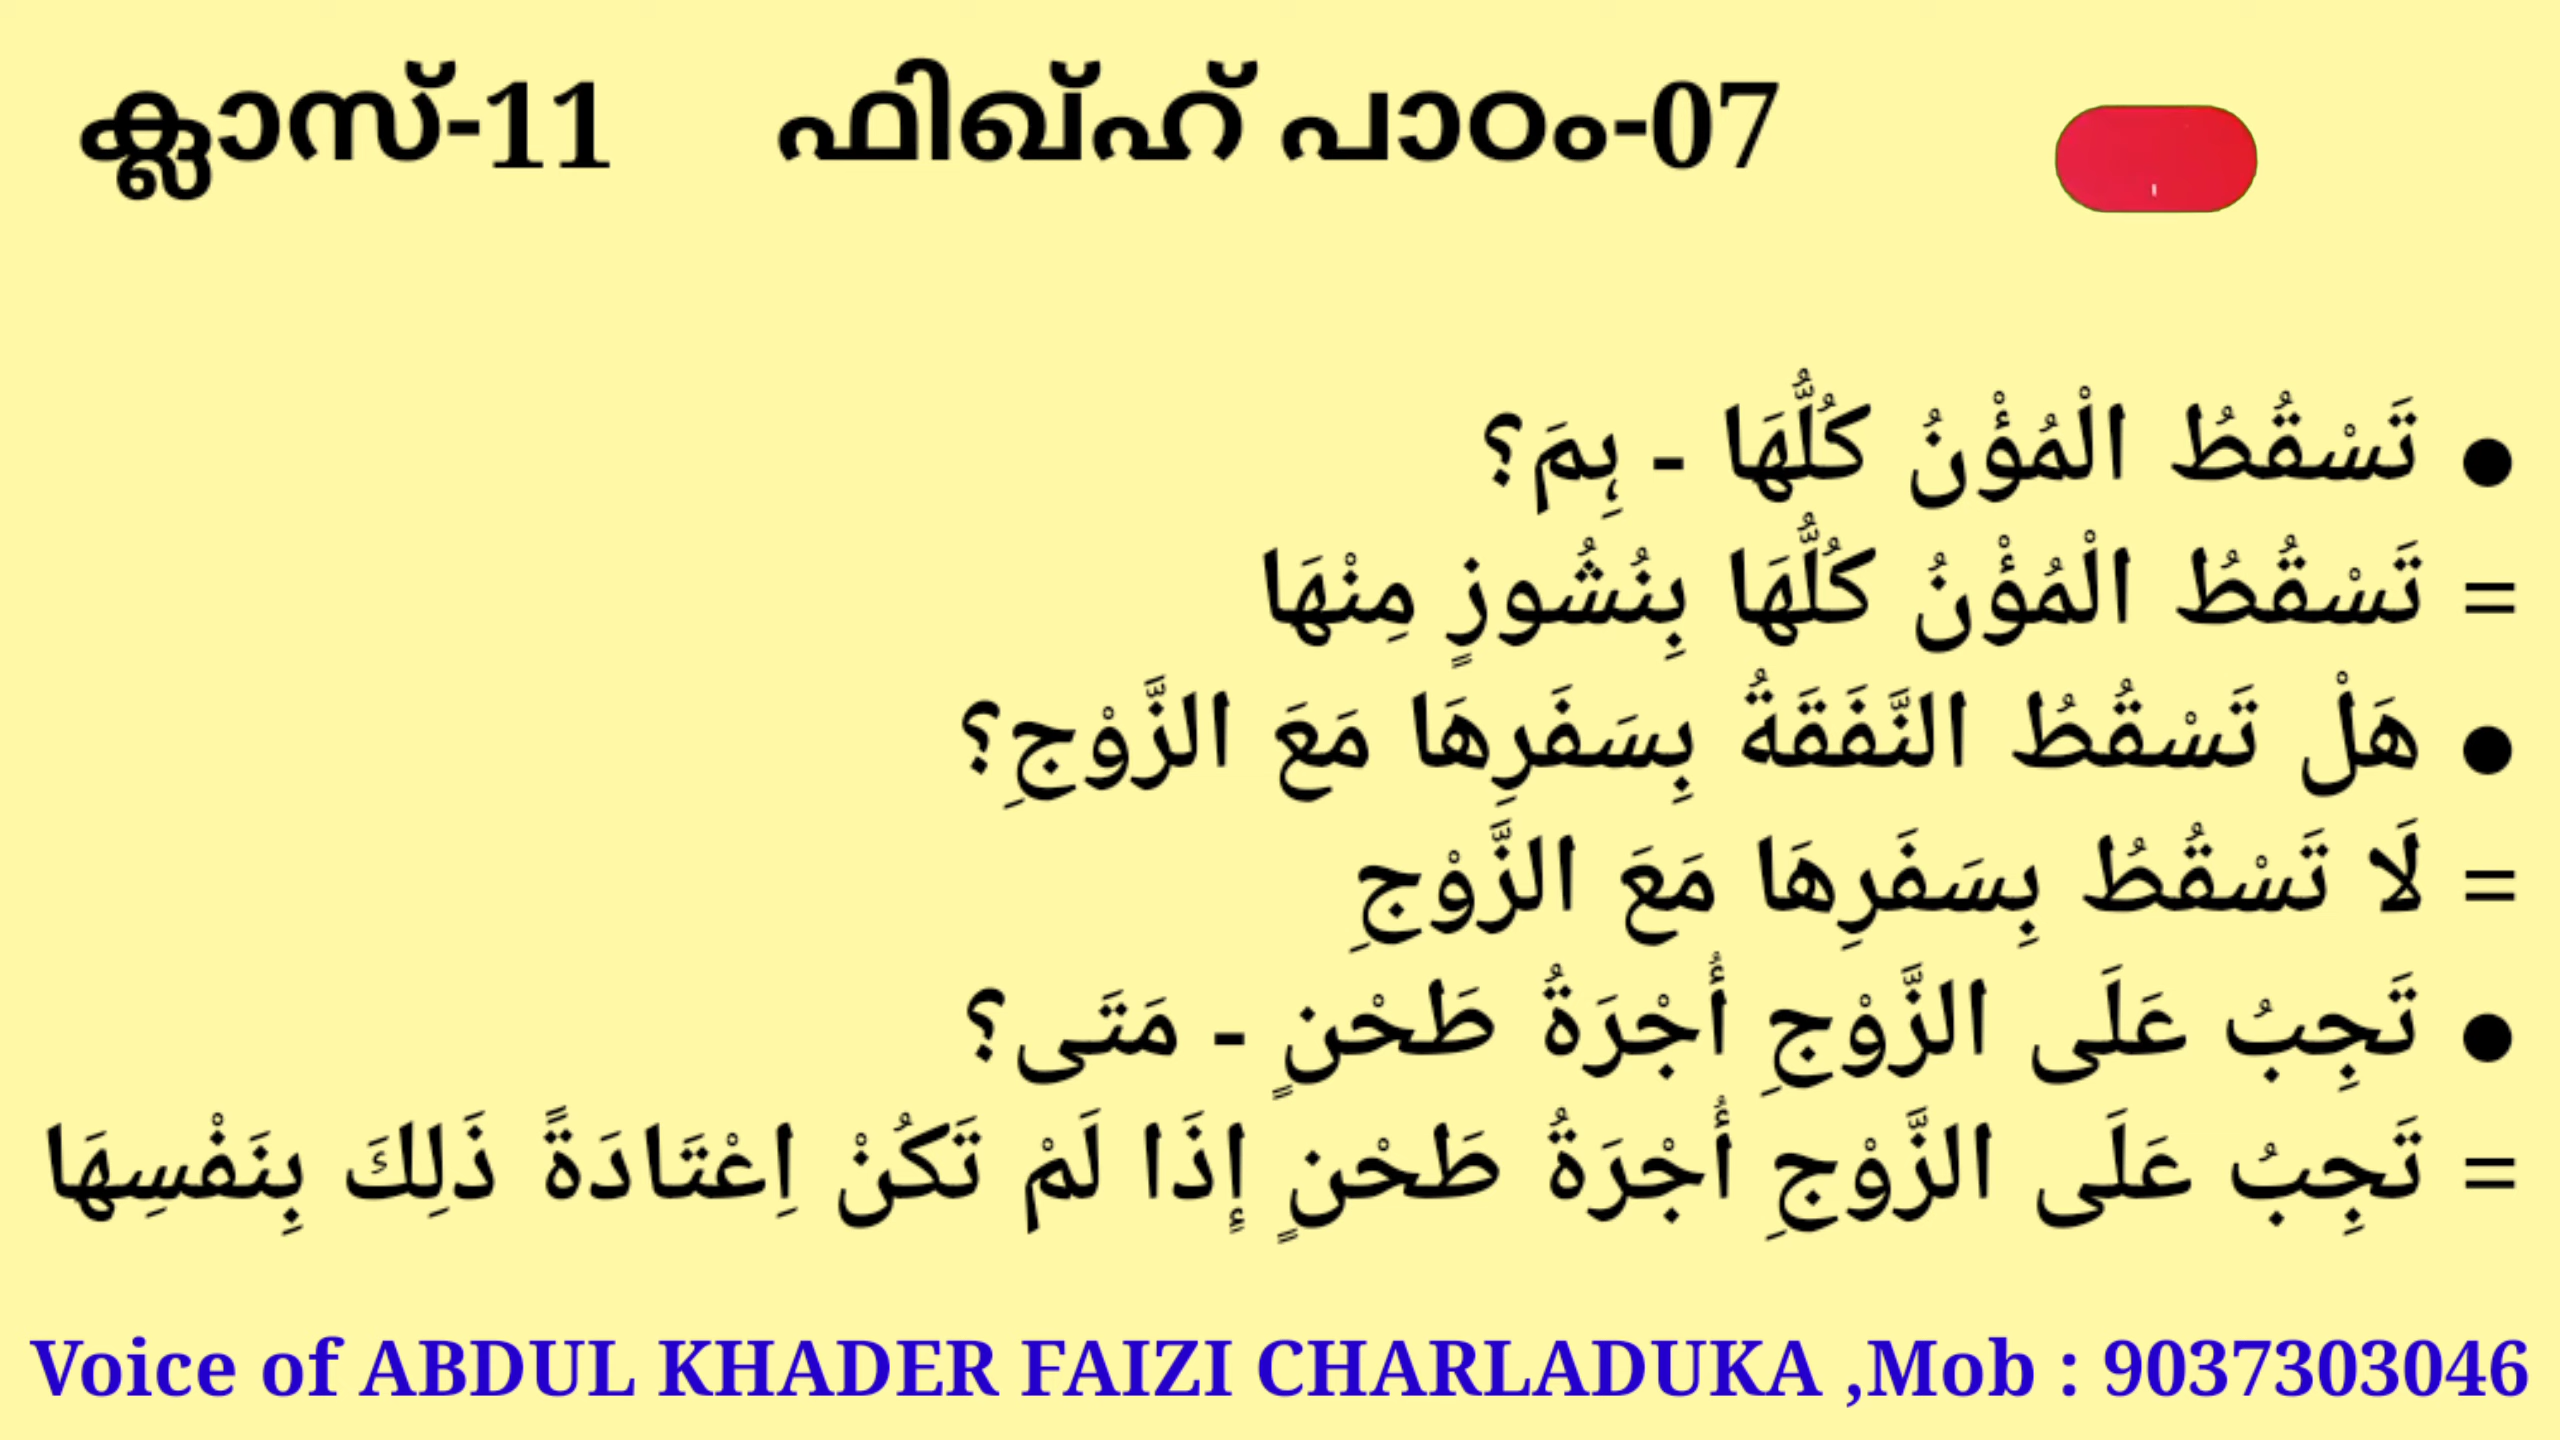 ക്ലാസ്-11 ഫിഖ്ഹ് പാഠം-07
● تَسْقُطُ الْمُؤْنُ كُلُّهَا - بِمَ؟
= تَسْقُطُ الْمُؤْنُ كُلُّهَا بِنُشُوزٍ مِنْهَا
● هَلْ تَسْقُطُ النَّفَقَةُ بِسَفَرِهَا مَعَ الزَّوْجِ؟
= لَا تَسْقُطُ بِسَفَرِهَا مَعَ الزَّوْجِ
● تَجِبُ عَلَى الزَّوْجِ أُجْرَةُ طَحْنٍ - مَتَى؟
= تَجِبُ عَلَى الزَّوْجِ أُجْرَةُ طَحْنٍ إِذَا لَمْ تَكُنْ اِعْتَادَةً ذَلِكَ بِنَفْسِهَا
Voice of ABDUL KHADER FAIZI CHARLADUKA ,Mob : 9037303046